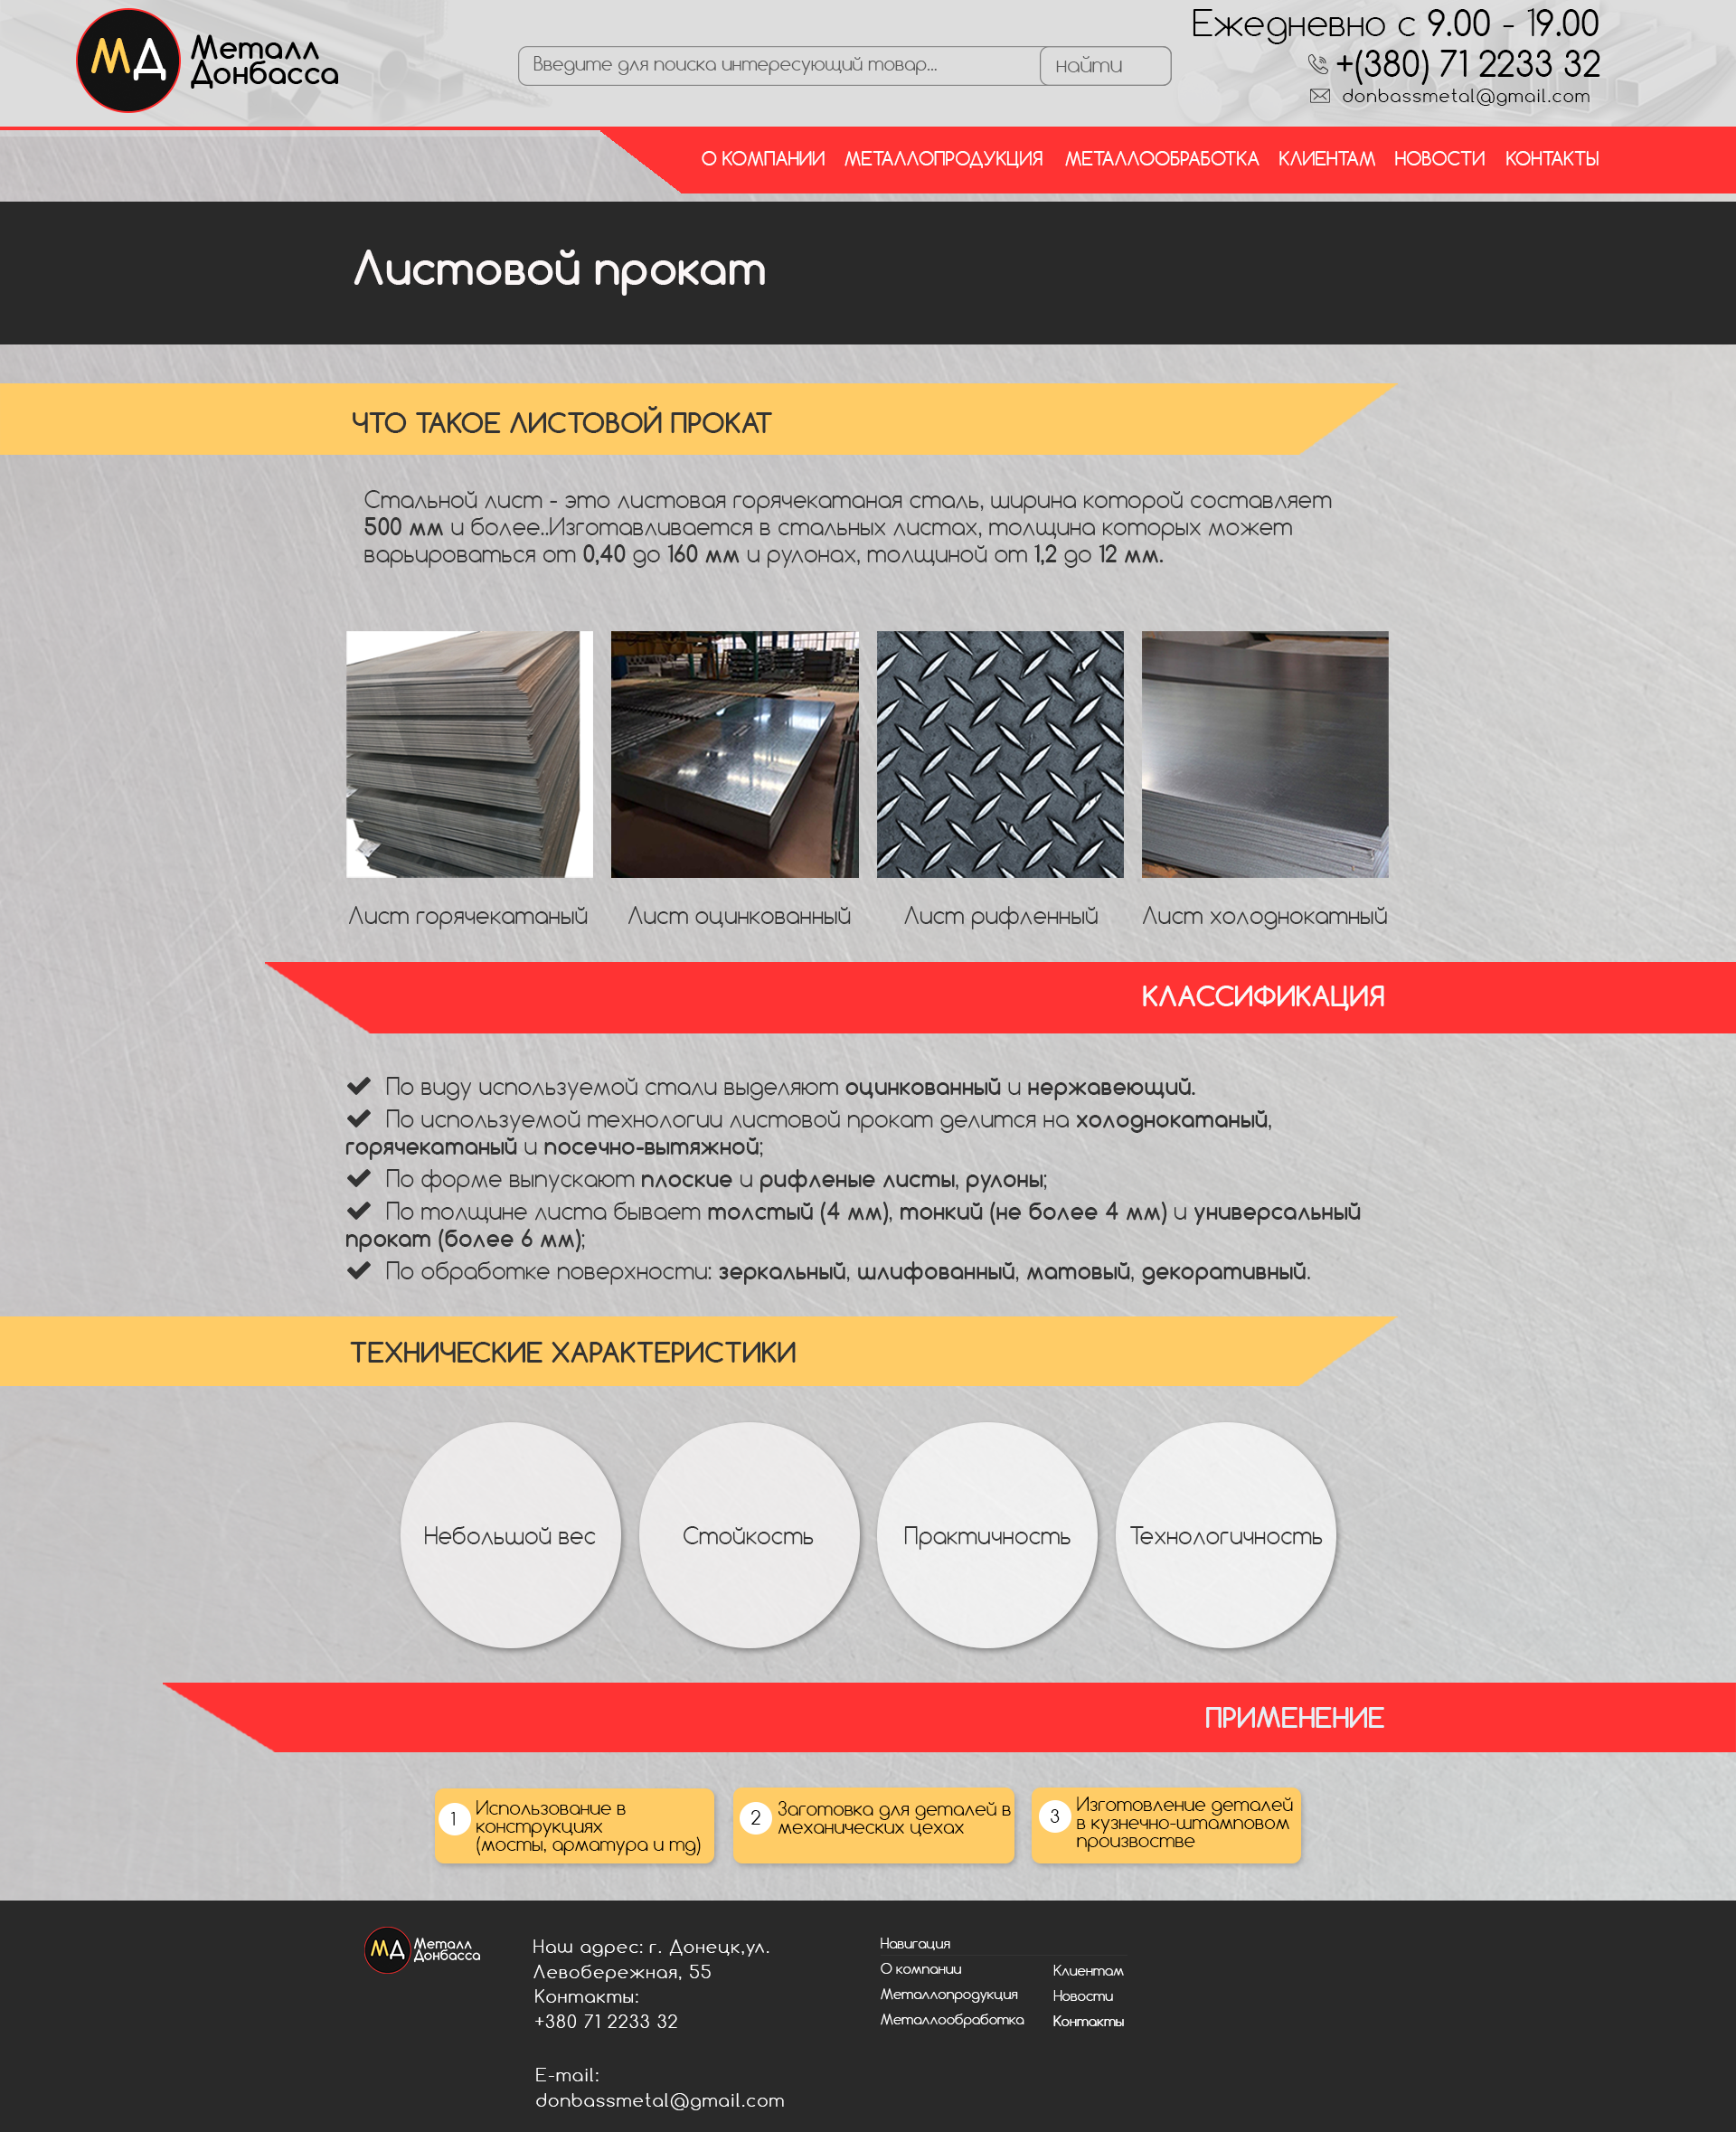 МД Металл
Донбасса
Введите для поиска интересующий товар...
найти
Ежедневно с 9.00 - 19.00
+(380) 71 2233 32
donbassmetal@gmail.com
О КОМПАНИИ МЕТАЛЛОПРОДУКЦИЯ МЕТАЛЛООБРАБОТКА КЛИЕНТАМ НОВОСТИ КОНТАКТЫ
Листовой прокат
ЧТО ТАКОЕ ЛИСТОВОЙ ПРОКАТ
Стальной лист - это листовая горячекатаная сталь, ширина которой составляет
500 мм и более..Изготавливается в стальных листах, толщина которых может
варьироваться от 0,40 до 160 мм и рулонах, толщиной от 1,2 до 12 мм.
Лист горячекатаный
Лист оцинкованный
Лист рифленный
Лист холоднокатный
КЛАССИФИКАЦИЯ
По виду используемой стали выделяют оцинкованный и нержавеющий.
По используемой технологии листовой прокат делится на холоднокатаный,
горячекатаный и посечно-вытяжной;
По форме выпускают плоские и рифленые листы, рулоны;
По толщине листа бывает толстый (4 мм), тонкий (не более 4 мм) и универсальный
прокат (более 6 мм);
По обработке поверхности: зеркальный, шлифованный, матовый, декоративный.
ТЕХНИЧЕСКИЕ ХАРАКТЕРИСТИКИ
Небольшой вес
Стойкость
Практичность
Технологичность
ПРИМЕНЕНИЕ
1
Использование в
конструкциях
(мосты, арматура и тд)
2
Заготовка для деталей в
механических цехах
3
Изготовление деталей
в кузнечно-штамповом
произвостве
МД Металл
Донбасса
Наш адрес: г. Донецк,ул.
Левобережная, 55
Контакты:
+380 71 2233 32
E-mail:
donbassmetal@gmail.com
Навигация
О компании
Металлопродукция
Металлообработка
Клиентам
Новости
Контакты